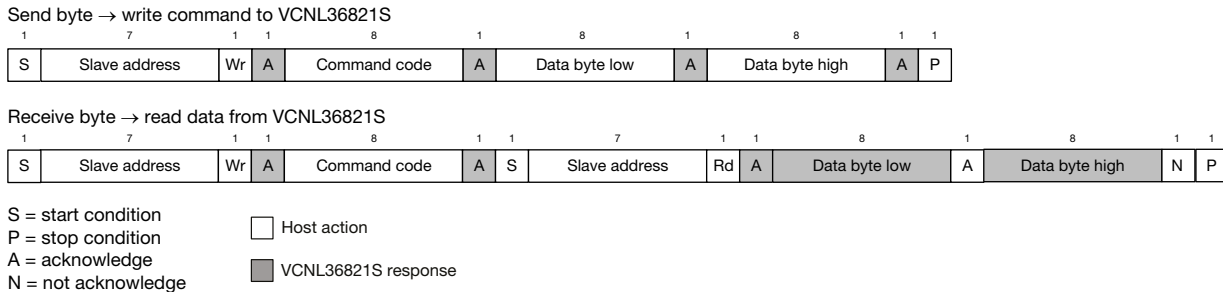 Send byte → write command to VCNL36821S
1 7 1 1 8 1 8 1 8 1 1
S Slave address Wr A Command code A Data byte low A Data byte high A P
Receive byte → read data from VCNL36821S
1 7 1 1 8 1 1 7 1 1 8 1 8 1 1
S Slave address Wr A Command code A S Slave address Rd A Data byte low A Data byte high N P
S = start condition
P = stop condition
A = acknowledge
N = not acknowledge
Host action
VCNL36821S response